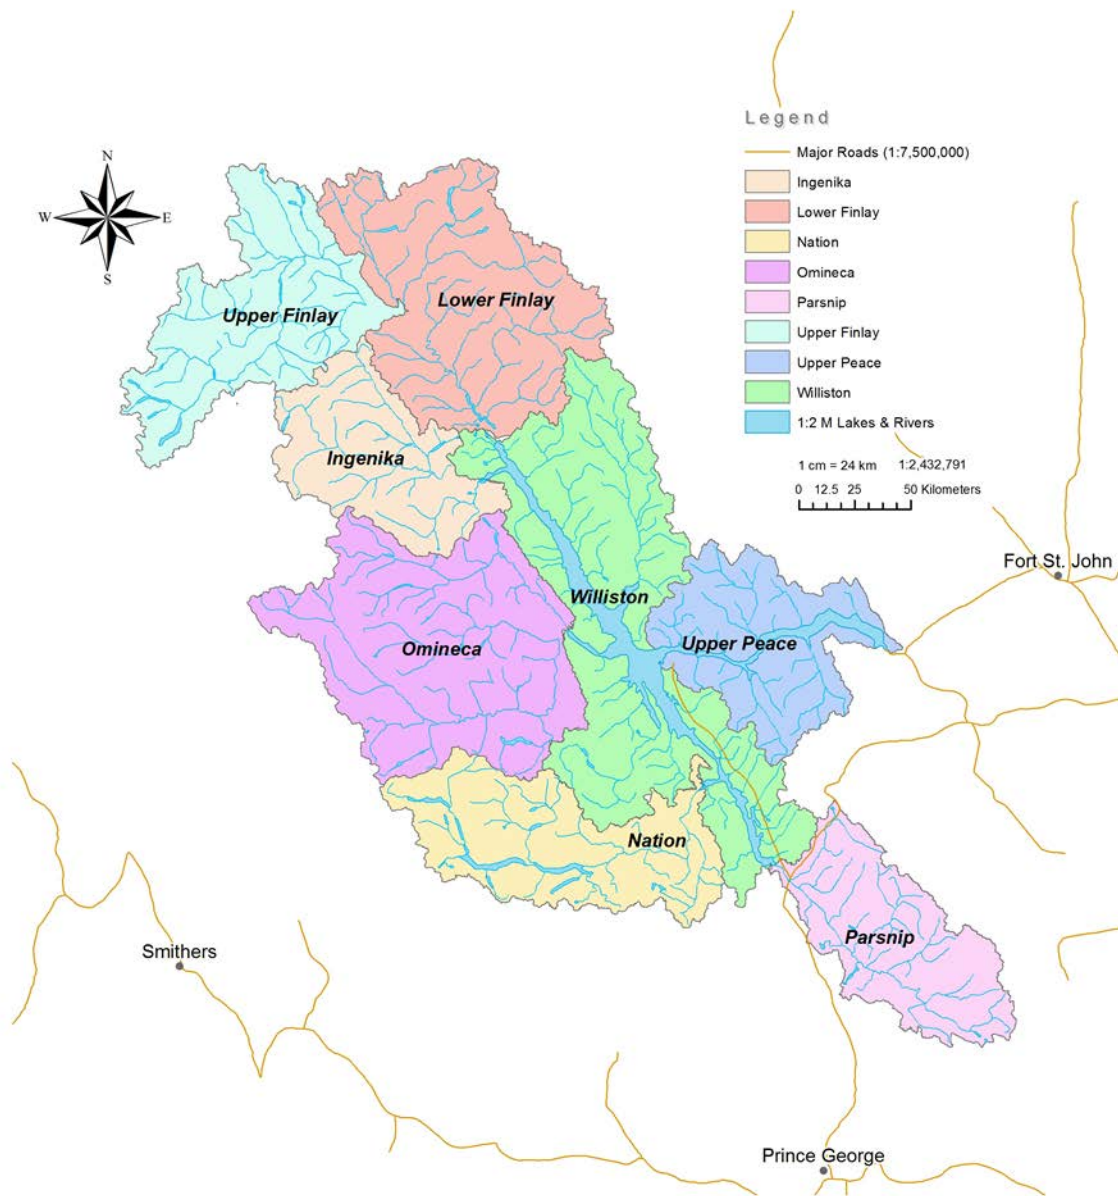 Legend
Major Roads (1:7,500,000)
Ingenika
Lower Finlay
Nation
Omineca
Parsnip
Upper Finlay
Upper Peace
Williston
1:2 M Lakes & Rivers
1 cm = 24 km 1:2,432,791
0 12.5 25 50 Kilometers
N
W E
S
Upper Finlay
Lower Finlay
Ingenika
Williston
Omineca
Upper Peace
Nation
Parsnip
Fort St. John
Smithers
Prince George